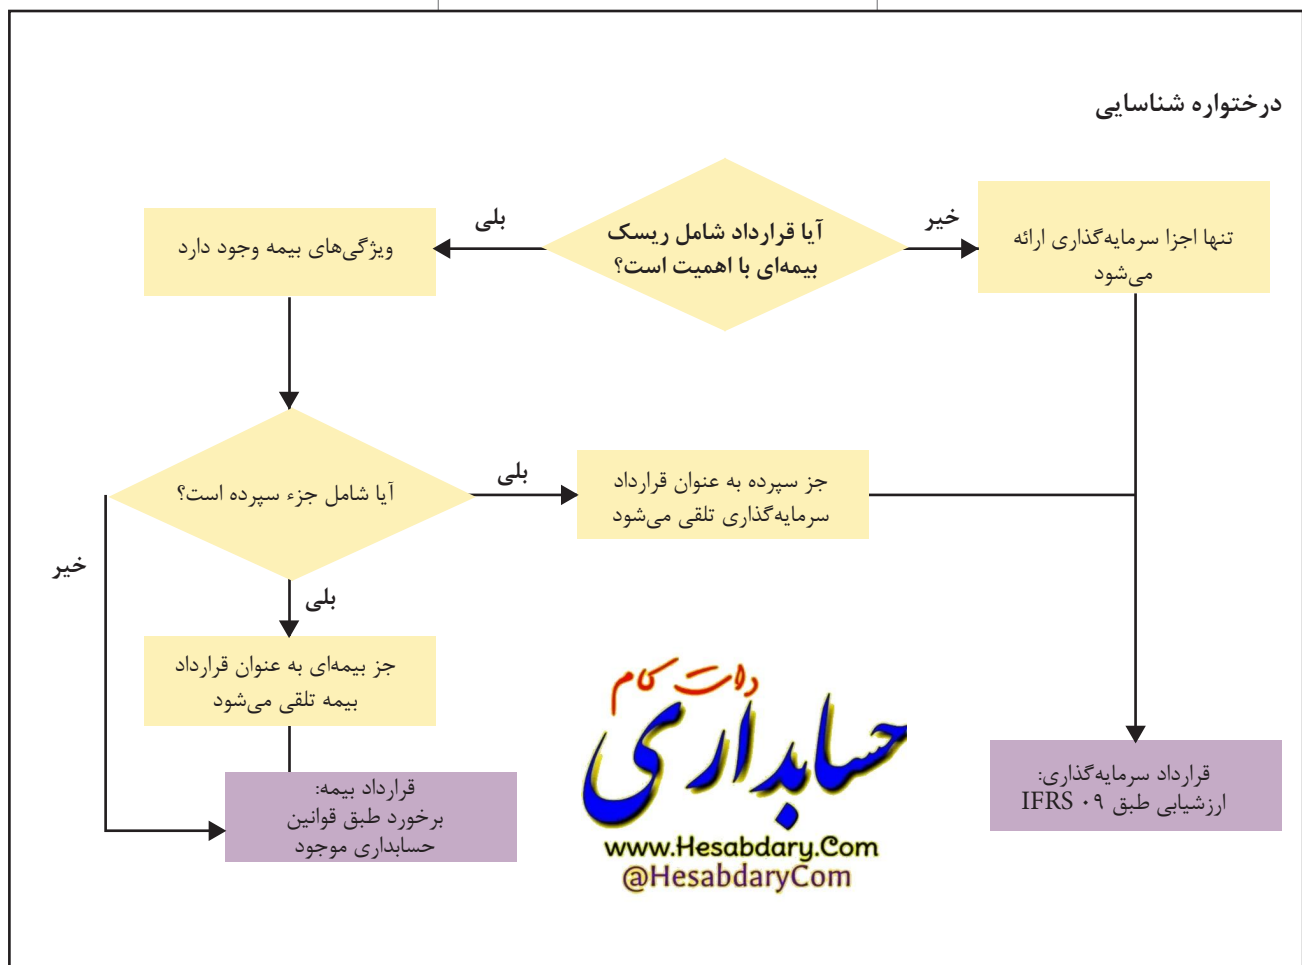 درختواره شناسایی
آیا قرارداد شامل ریسک
بیمه‌ای با اهمیت است؟
خیر
بلی
تنها اجزا سرمایه‌گذاری ارائه
می‌شود
ویژگی‌های بیمه وجود دارد
آیا شامل جزء سپرده است؟
بلی
جز سپرده به عنوان قرارداد
سرمایه‌گذاری تلقی می‌شود
خیر
بلی
جز بیمه‌ای به عنوان قرارداد
بیمه تلقی می‌شود
قرارداد بیمه:
برخورد طبق قوانین
حسابداری موجود
قرارداد سرمایه‌گذاری:
ارزشیابی طبق IFRS ۰۹
دات کام
حسابداری
www.Hesabdary.Com
@HesabdaryCom